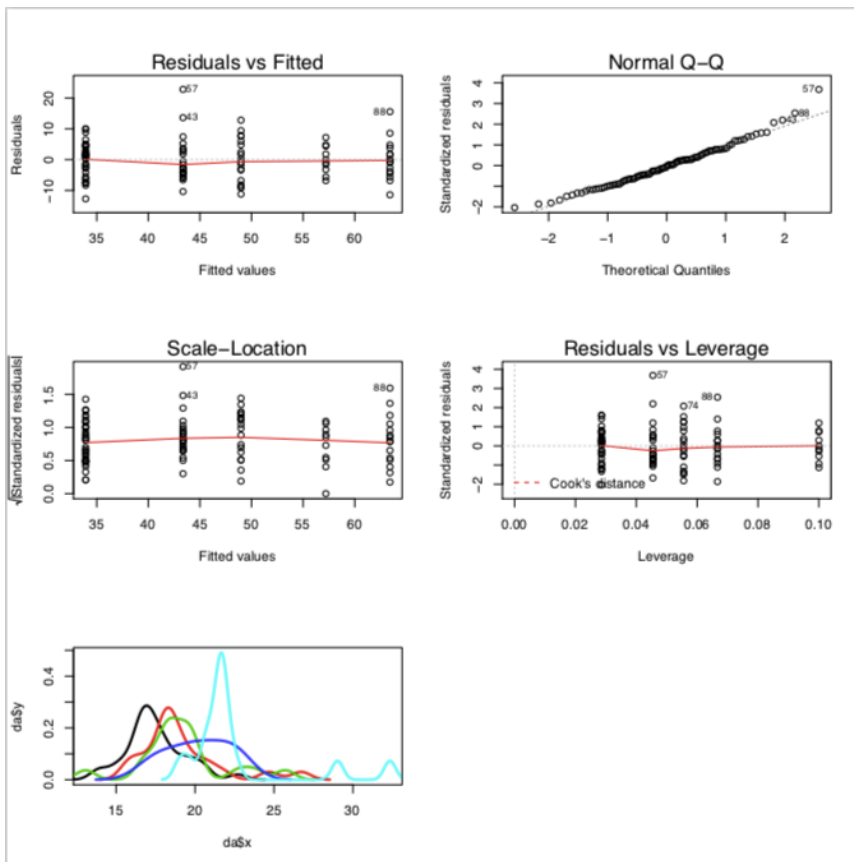 Residuals vs Fitted
Residuals
20
10
0
−10
57
43
88
35 40 45 50 55 60
Fitted values
Normal Q−Q
Standardized residuals
4
3
2
1
0
−2
57
88
43
−2 −1 0 1 2
Theoretical Quantiles
Scale−Location
√|Standardized residuals|
1.5
1.0
0.5
0.0
57
43
88
35 40 45 50 55 60
Fitted values
Residuals vs Leverage
Standardized residuals
4
3
2
1
0
−2
57
88
74
Cook's distance
0.00 0.02 0.04 0.06 0.08 0.10
Leverage
da$y
0.4
0.2
0.0
15 20 25 30
da$x